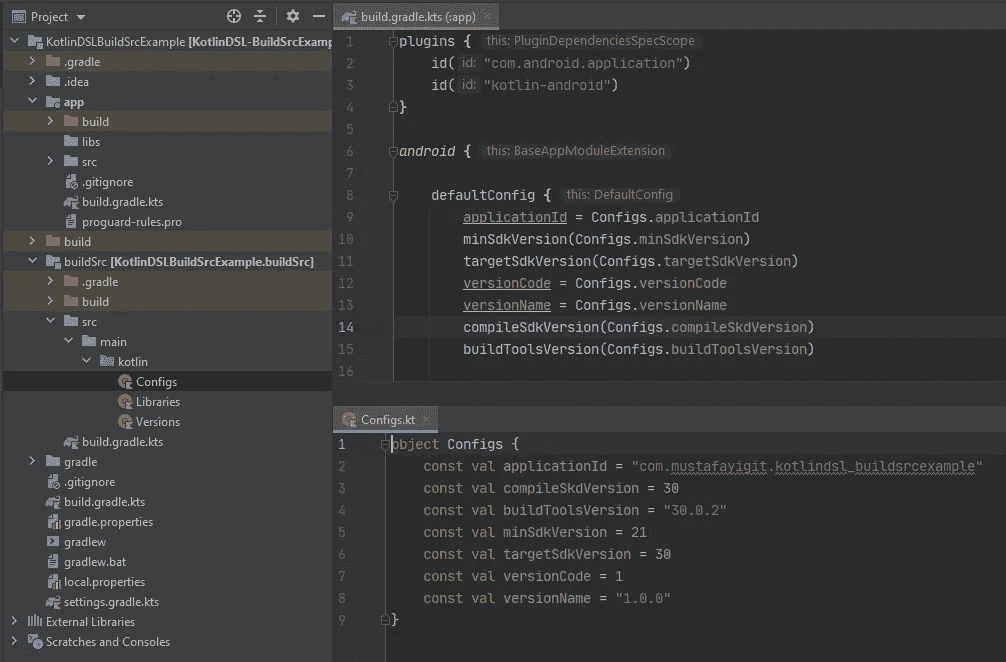 Project
KotlinDSLBuildSrcExample [KotlinDSL-BuildSrcExamp
.gradle
.idea
app
build
libs
src
.gitignore
build.gradle.kts
proguard-rules.pro
build
buildSrc [KotlinDSLBuildSrcExample.buildSrc]
.gradle
build
src
main
kotlin
Configs
Libraries
Versions
build.gradle.kts
gradle
.gitignore
build.gradle.kts
gradle.properties
gradlew
gradlew.bat
local.properties
settings.gradle.kts
External Libraries
Scratches and Consoles
build.gradle.kts (:app)
1 plugins { this: PluginDependenciesSpecScope
2 id( id: "com.android.application")
3 id( id: "kotlin-android")
4 }
5
6 android { this: BaseAppModuleExtension
7
8 defaultConfig { this: DefaultConfig
9 applicationId = Configs.applicationId
10 minSdkVersion(Configs.minSdkVersion)
11 targetSdkVersion(Configs.targetSdkVersion)
12 versionCode = Configs.versionCode
13 versionName = Configs.versionName
14 compileSdkVersion(Configs.compileSkdVersion)
15 buildToolsVersion(Configs.buildToolsVersion)
16
Configs.kt
1 object Configs {
2 const val applicationId = "com.mustafayigit.kotlindsl_buildsrcexample"
3 const val compileSkdVersion = 30
4 const val buildToolsVersion = "30.0.2"
5 const val minSdkVersion = 21
6 const val targetSdkVersion = 30
7 const val versionCode = 1
8 const val versionName = "1.0.0"
9 }